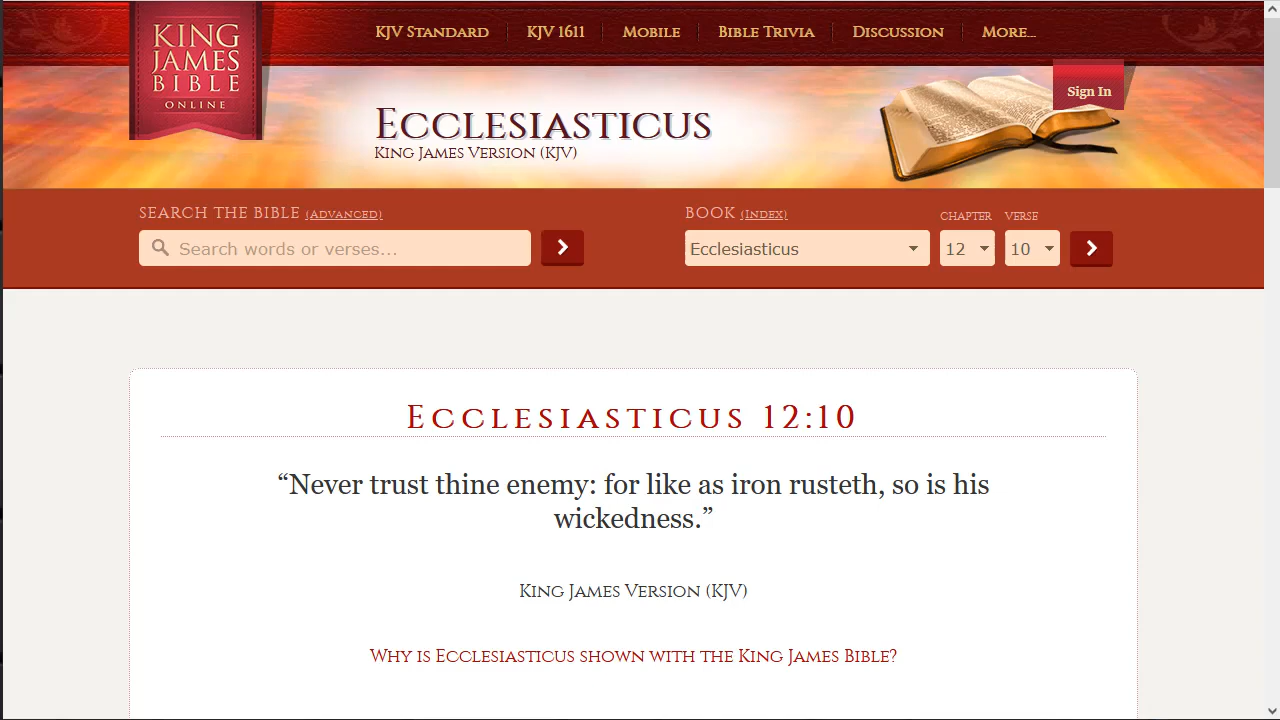 KING
JAMES
BIBLE
ONLINE
KJV Standard
KJV 1611
Mobile
Bible Trivia
Discussion
More...
Sign In
Ecclesiasticus
King James Version (KJV)
SEARCH THE BIBLE (Advanced)
Search words or verses...
BOOK (Index)
CHAPTER
VERSE
Ecclesiasticus
12
10
Ecclesiasticus 12:10
“Never trust thine enemy: for like as iron rusteth, so is his
wickedness.”
King James Version (KJV)
Why is Ecclesiasticus shown with the King James Bible?